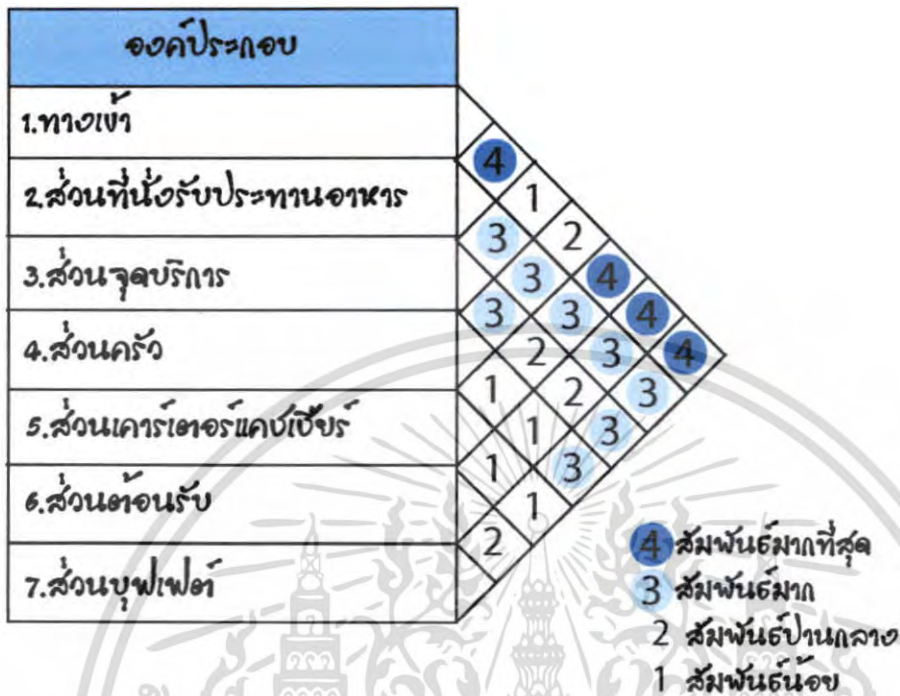 องค์ประกอบ
1.ทางเข้า
2.ส่วนที่นั่งรับประทานอาหาร
3.ส่วนจุดบริการ
4.ส่วนครัว
5.ส่วนเคาร์เตอร์แคชเชียร์
6.ส่วนต้อนรับ
7.ส่วนบุฟเฟต์
4
1
3 2
3 4
3 3 4
2 3 4
1 2 3
1 3
1 3
1
2
4 สัมพันธ์มากที่สุด
3 สัมพันธ์มาก
2 สัมพันธ์ปานกลาง
1 สัมพันธ์น้อย